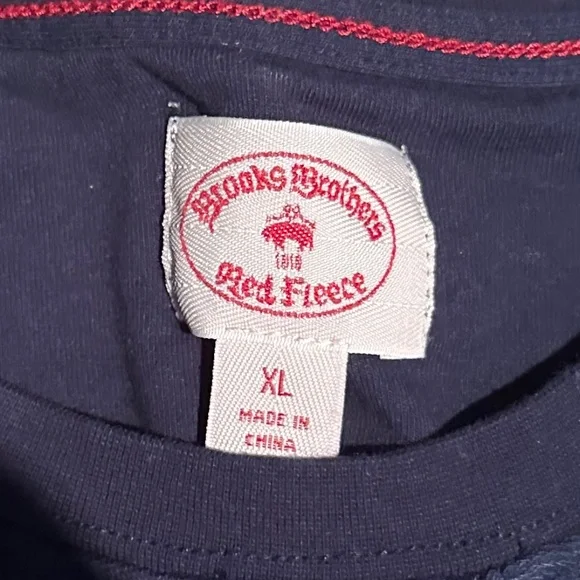 Brooks Brothers
1818
Red Fleece
XL
MADE IN
CHINA